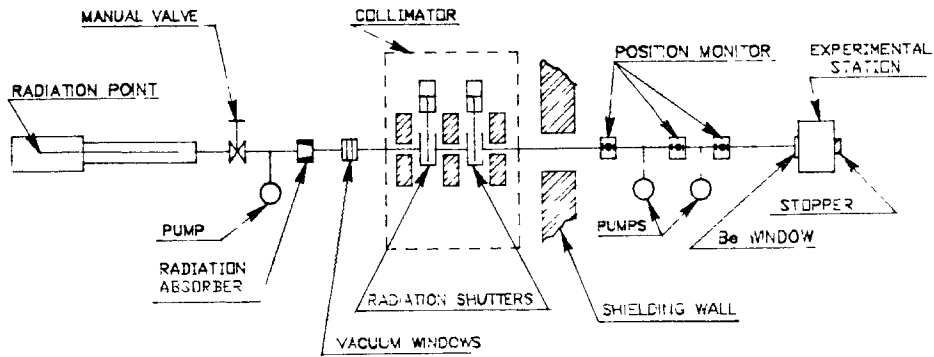 MANUAL VALVE
COLLIMATOR
POSITION MONITOR
EXPERIMENTAL
STATION
RADIATION POINT
PUMP
RADIATION
ABSORBER
VACUUM WINDOWS
RADIATION SHUTTERS
SHIELDING WALL
PUMPS
Be WINDOW
STOPPER